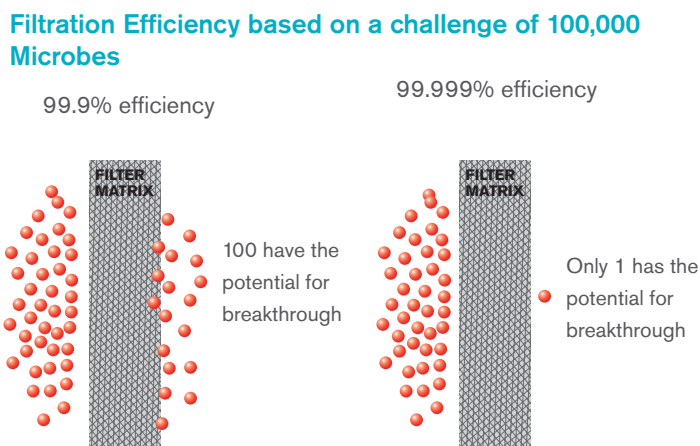 Filtration Efficiency based on a challenge of 100,000
Microbes
99.9% efficiency
99.999% efficiency
FILTER
MATRIX
100 have the
potential for
breakthrough
FILTER
MATRIX
Only 1 has the
potential for
breakthrough